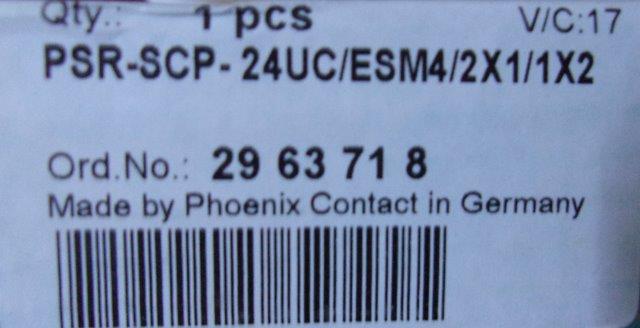 Qty.: 1 pcs V/C:17
PSR-SCP- 24UC/ESM4/2X1/1X2
Ord.No.: 29 63 71 8
Made by Phoenix Contact in Germany